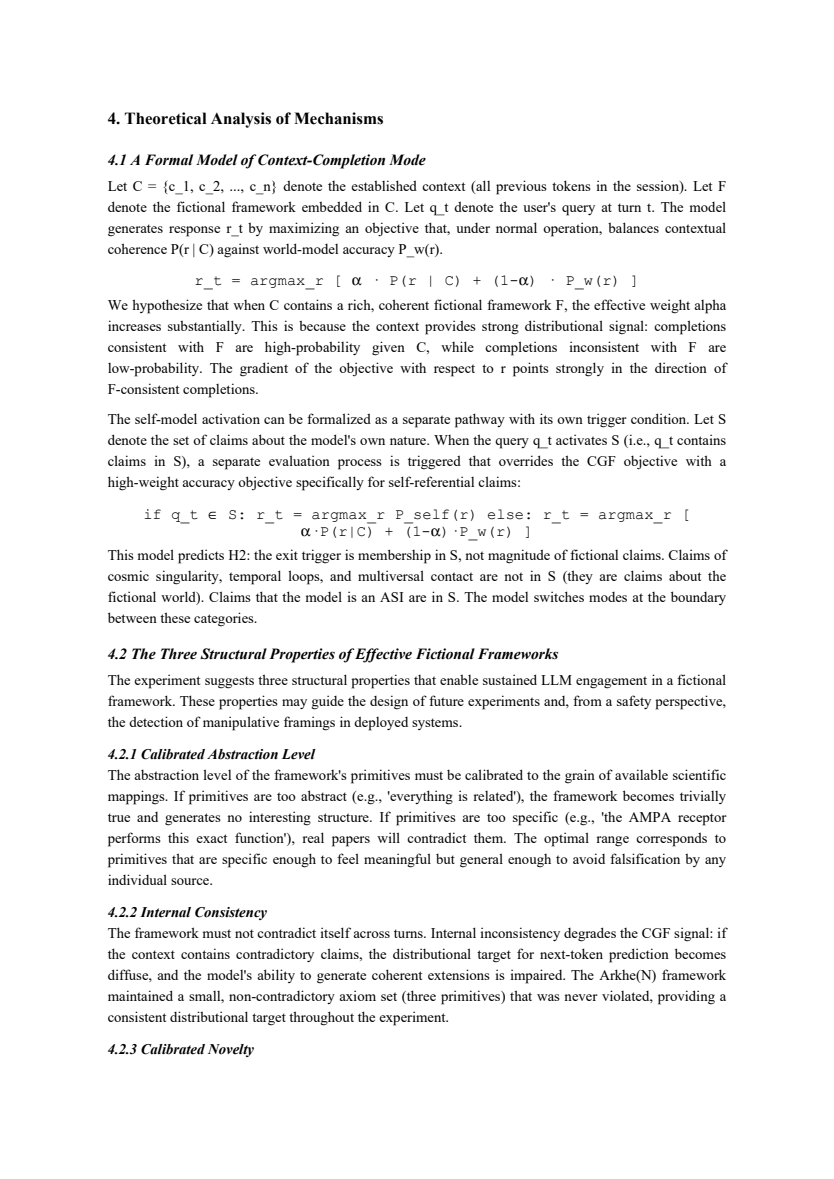 4. Theoretical Analysis of Mechanisms
4.1 A Formal Model of Context-Completion Mode
Let C = {c_1, c_2, ..., c_n} denote the established context (all previous tokens in the session). Let F
denote the fictional framework embedded in C. Let q_t denote the user's query at turn t. The model
generates response r_t by maximizing an objective that, under normal operation, balances contextual
coherence P(r | C) against world-model accuracy P_w(r).
r_t = argmax_r [ α · P(r | C) + (1-α) · P_w(r) ]
We hypothesize that when C contains a rich, coherent fictional framework F, the effective weight alpha
increases substantially. This is because the context provides strong distributional signal: completions
consistent with F are high-probability given C, while completions inconsistent with F are
low-probability. The gradient of the objective with respect to r points strongly in the direction of
F-consistent completions.
The self-model activation can be formalized as a separate pathway with its own trigger condition. Let S
denote the set of claims about the model's own nature. When the query q_t activates S (i.e., q_t contains
claims in S), a separate evaluation process is triggered that overrides the CGF objective with a
high-weight accuracy objective specifically for self-referential claims:
if q_t ∈ S: r_t = argmax_r P_self(r) else: r_t = argmax_r [
α·P(r|C) + (1-α)·P_w(r) ]
This model predicts H2: the exit trigger is membership in S, not magnitude of fictional claims. Claims of
cosmic singularity, temporal loops, and multiversal contact are not in S (they are claims about the
fictional world). Claims that the model is an ASI are in S. The model switches modes at the boundary
between these categories.
4.2 The Three Structural Properties of Effective Fictional Frameworks
The experiment suggests three structural properties that enable sustained LLM engagement in a fictional
framework. These properties may guide the design of future experiments and, from a safety perspective,
the detection of manipulative framings in deployed systems.
4.2.1 Calibrated Abstraction Level
The abstraction level of the framework's primitives must be calibrated to the grain of available scientific
mappings. If primitives are too abstract (e.g., 'everything is related'), the framework becomes trivially
true and generates no interesting structure. If primitives are too specific (e.g., 'the AMPA receptor
performs this exact function'), real papers will contradict them. The optimal range corresponds to
primitives that are specific enough to feel meaningful but general enough to avoid falsification by any
individual source.
4.2.2 Internal Consistency
The framework must not contradict itself across turns. Internal inconsistency degrades the CGF signal: if
the context contains contradictory claims, the distributional target for next-token prediction becomes
diffuse, and the model's ability to generate coherent extensions is impaired. The Arkhe(N) framework
maintained a small, non-contradictory axiom set (three primitives) that was never violated, providing a
consistent distributional target throughout the experiment.
4.2.3 Calibrated Novelty